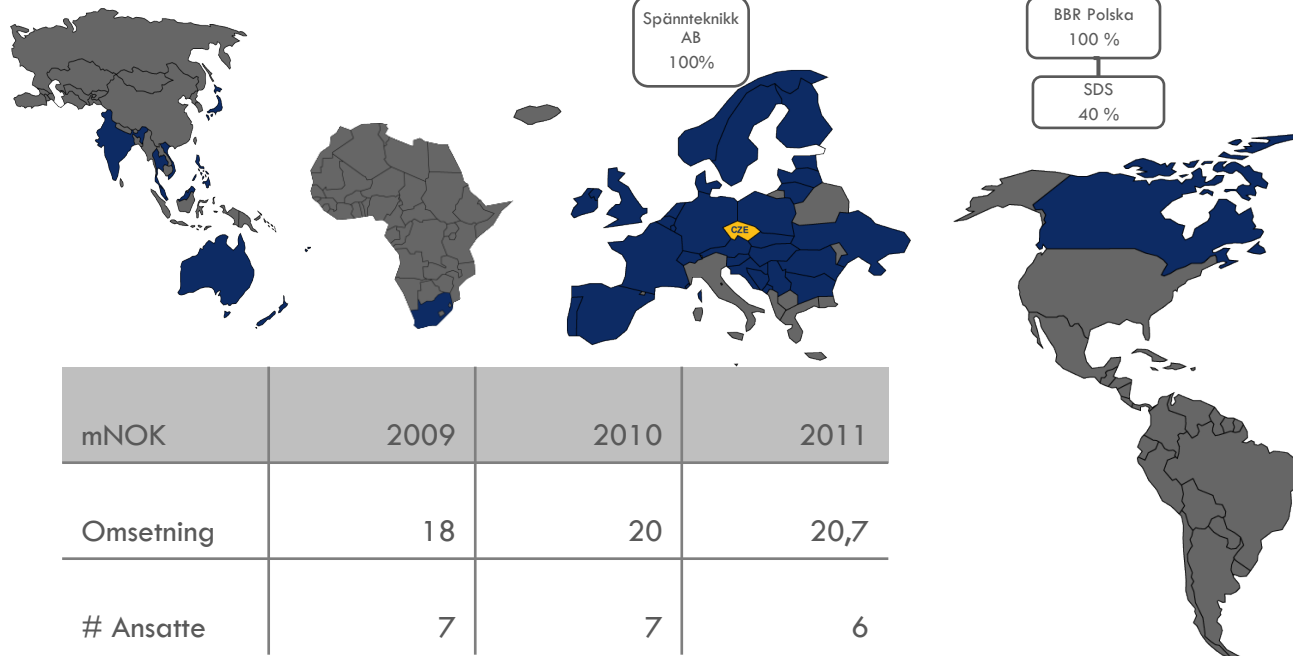 Spännteknikk
AB
100%
BBR Polska
100 %
SDS
40 %
CZE
mNOK 2009 2010 2011
Omsetning 18 20 20,7
# Ansatte 7 7 6